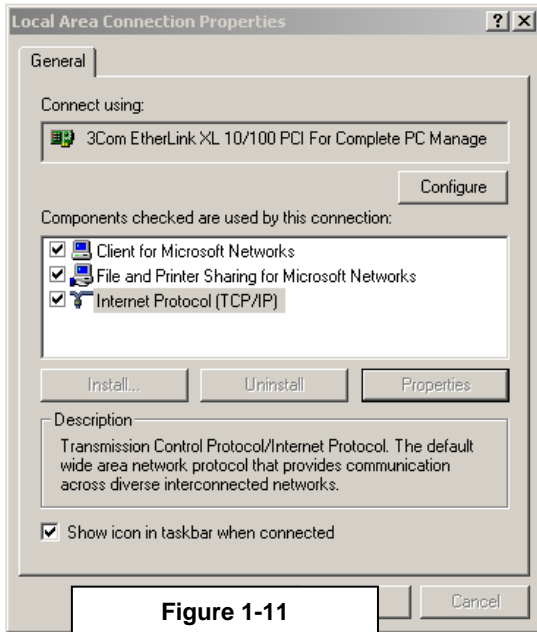 Local Area Connection Properties
General
Connect using:
3Com EtherLink XL 10/100 PCI For Complete PC Manage
Configure
Components checked are used by this connection:
Client for Microsoft Networks
File and Printer Sharing for Microsoft Networks
Internet Protocol (TCP/IP)
Install...
Uninstall
Properties
Description
Transmission Control Protocol/Internet Protocol. The default
wide area network protocol that provides communication
across diverse interconnected networks.
Show icon in taskbar when connected
Figure 1-11
Cancel